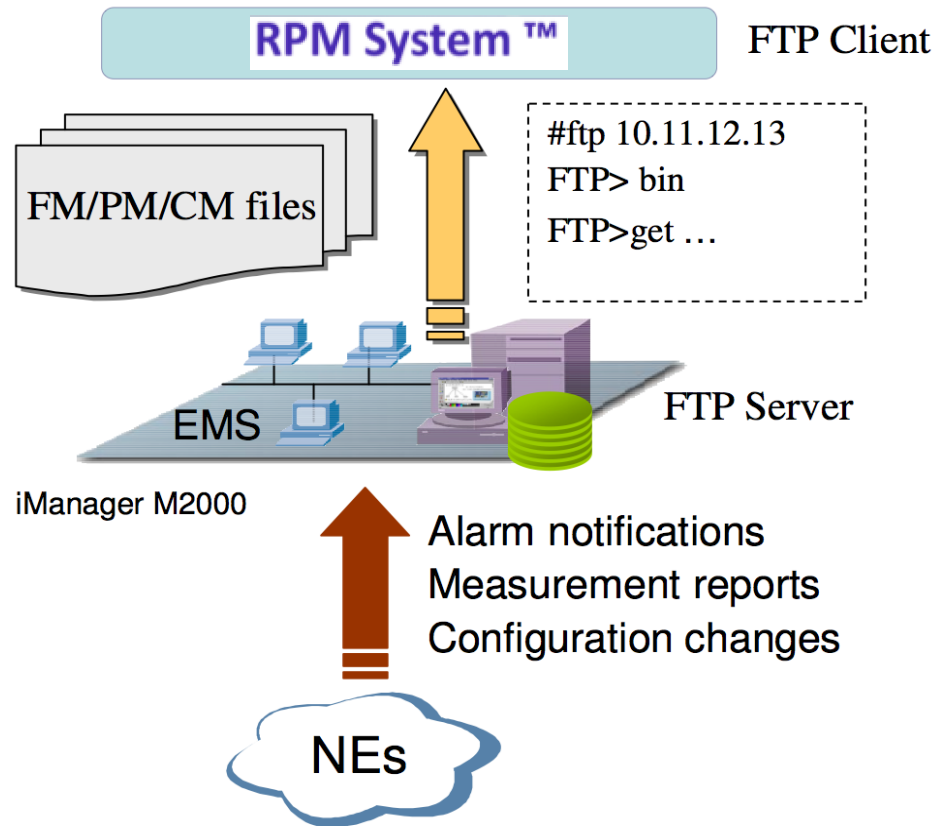 RPM System ™
FTP Client
FM/PM/CM files
#ftp 10.11.12.13
FTP> bin
FTP>get …
EMS
FTP Server
iManager M2000
Alarm notifications
Measurement reports
Configuration changes
NEs